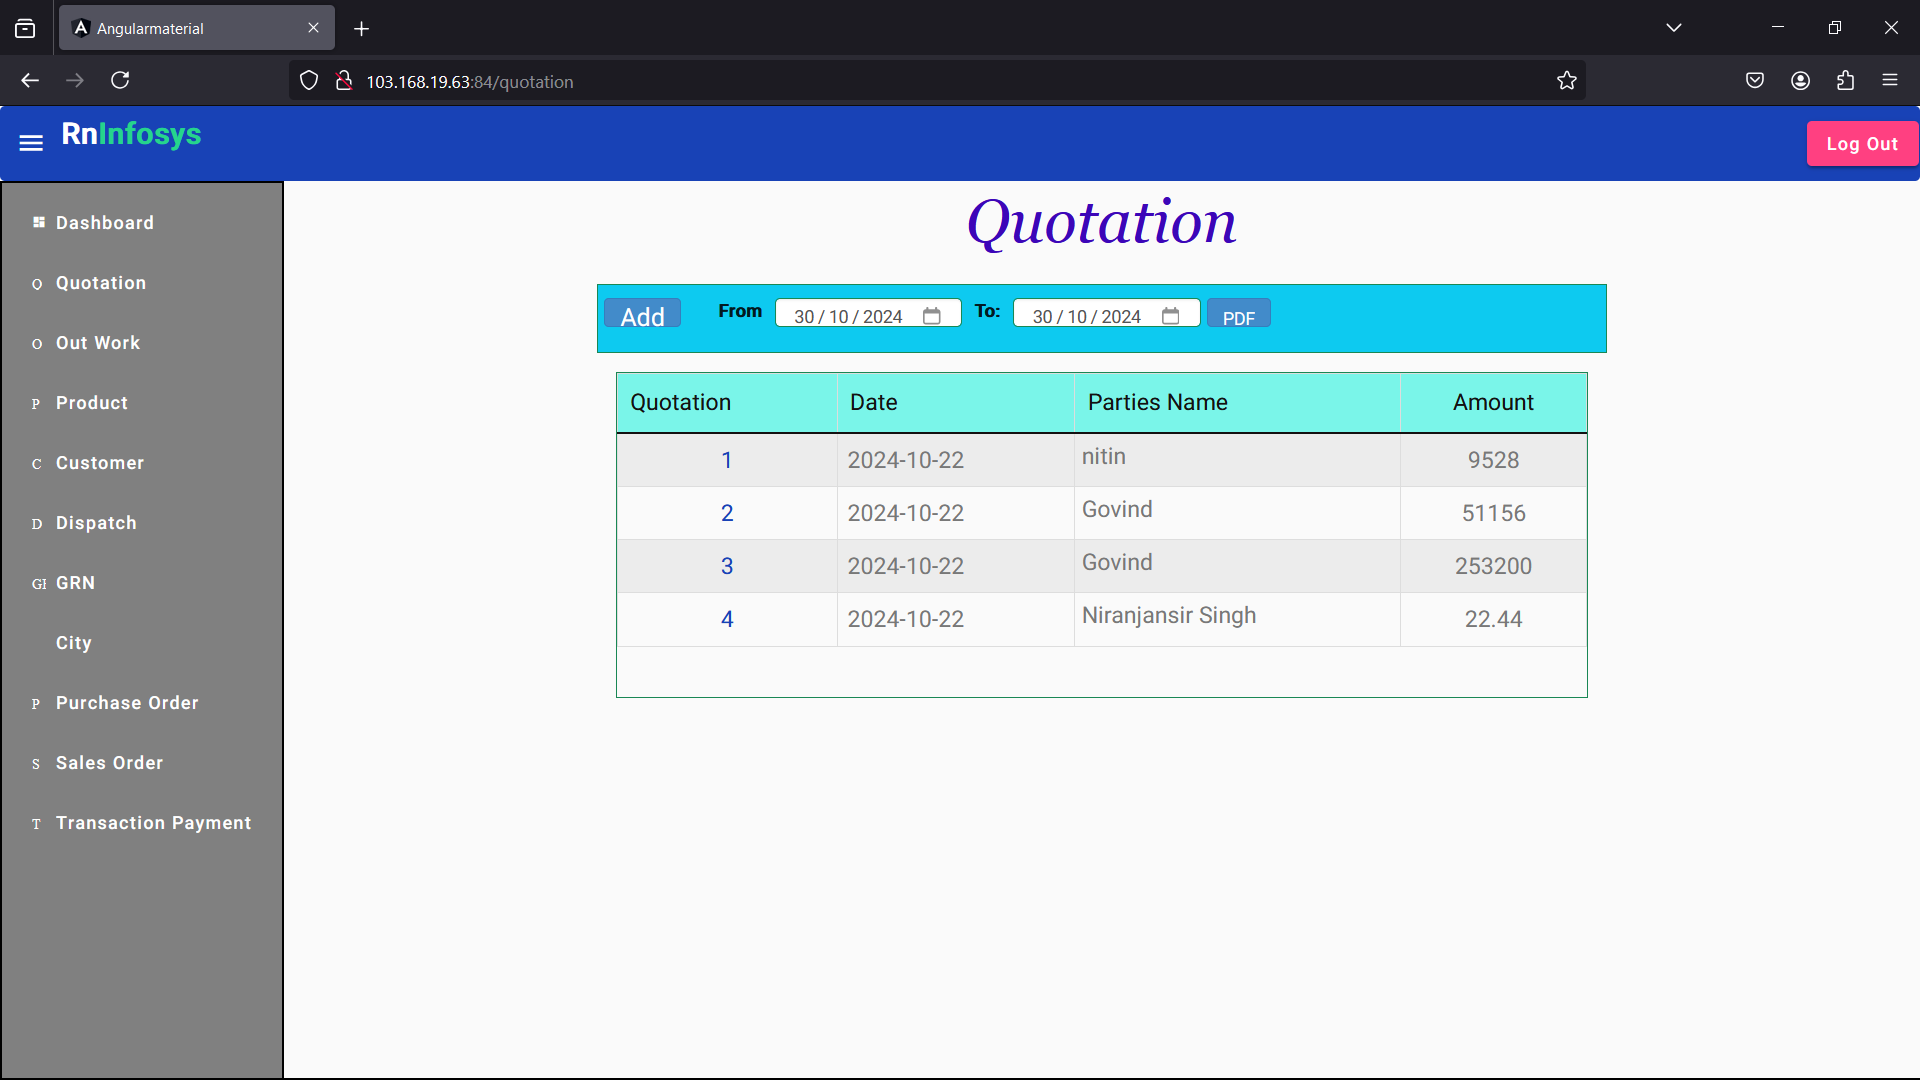 Angularmaterial
103.168.19.63:84/quotation
RnInfosys
Log Out
Dashboard
Q Quotation
O Out Work
P Product
C Customer
D Dispatch
GI GRN
City
P Purchase Order
S Sales Order
T Transaction Payment
Quotation
Add From 30/10/2024 To: 30/10/2024 PDF
Quotation Date Parties Name Amount
1 2024-10-22 nitin 9528
2 2024-10-22 Govind 51156
3 2024-10-22 Govind 253200
4 2024-10-22 Niranjansir Singh 22.44